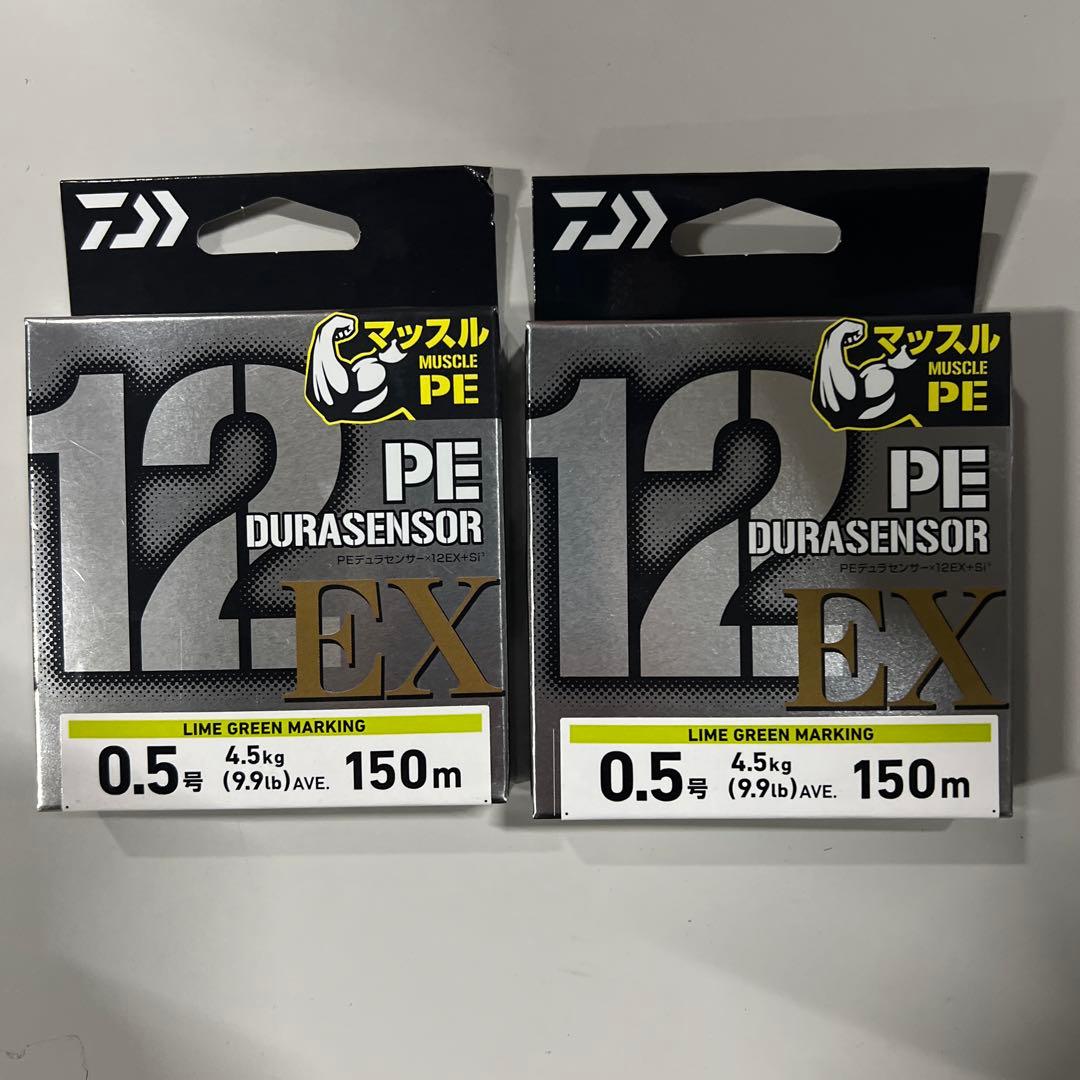 マッスル
MUSCLE
PE
12
PE
DURASENSOR
PEデュラセンサー×12EX+Si³
EX
LIME GREEN MARKING
0.5号 4.5kg (9.9lb) AVE. 150m
マッスル
MUSCLE
PE
12
PE
DURASENSOR
PEデュラセンサー×12EX+Si³
EX
LIME GREEN MARKING
0.5号 4.5kg (9.9lb) AVE. 150m